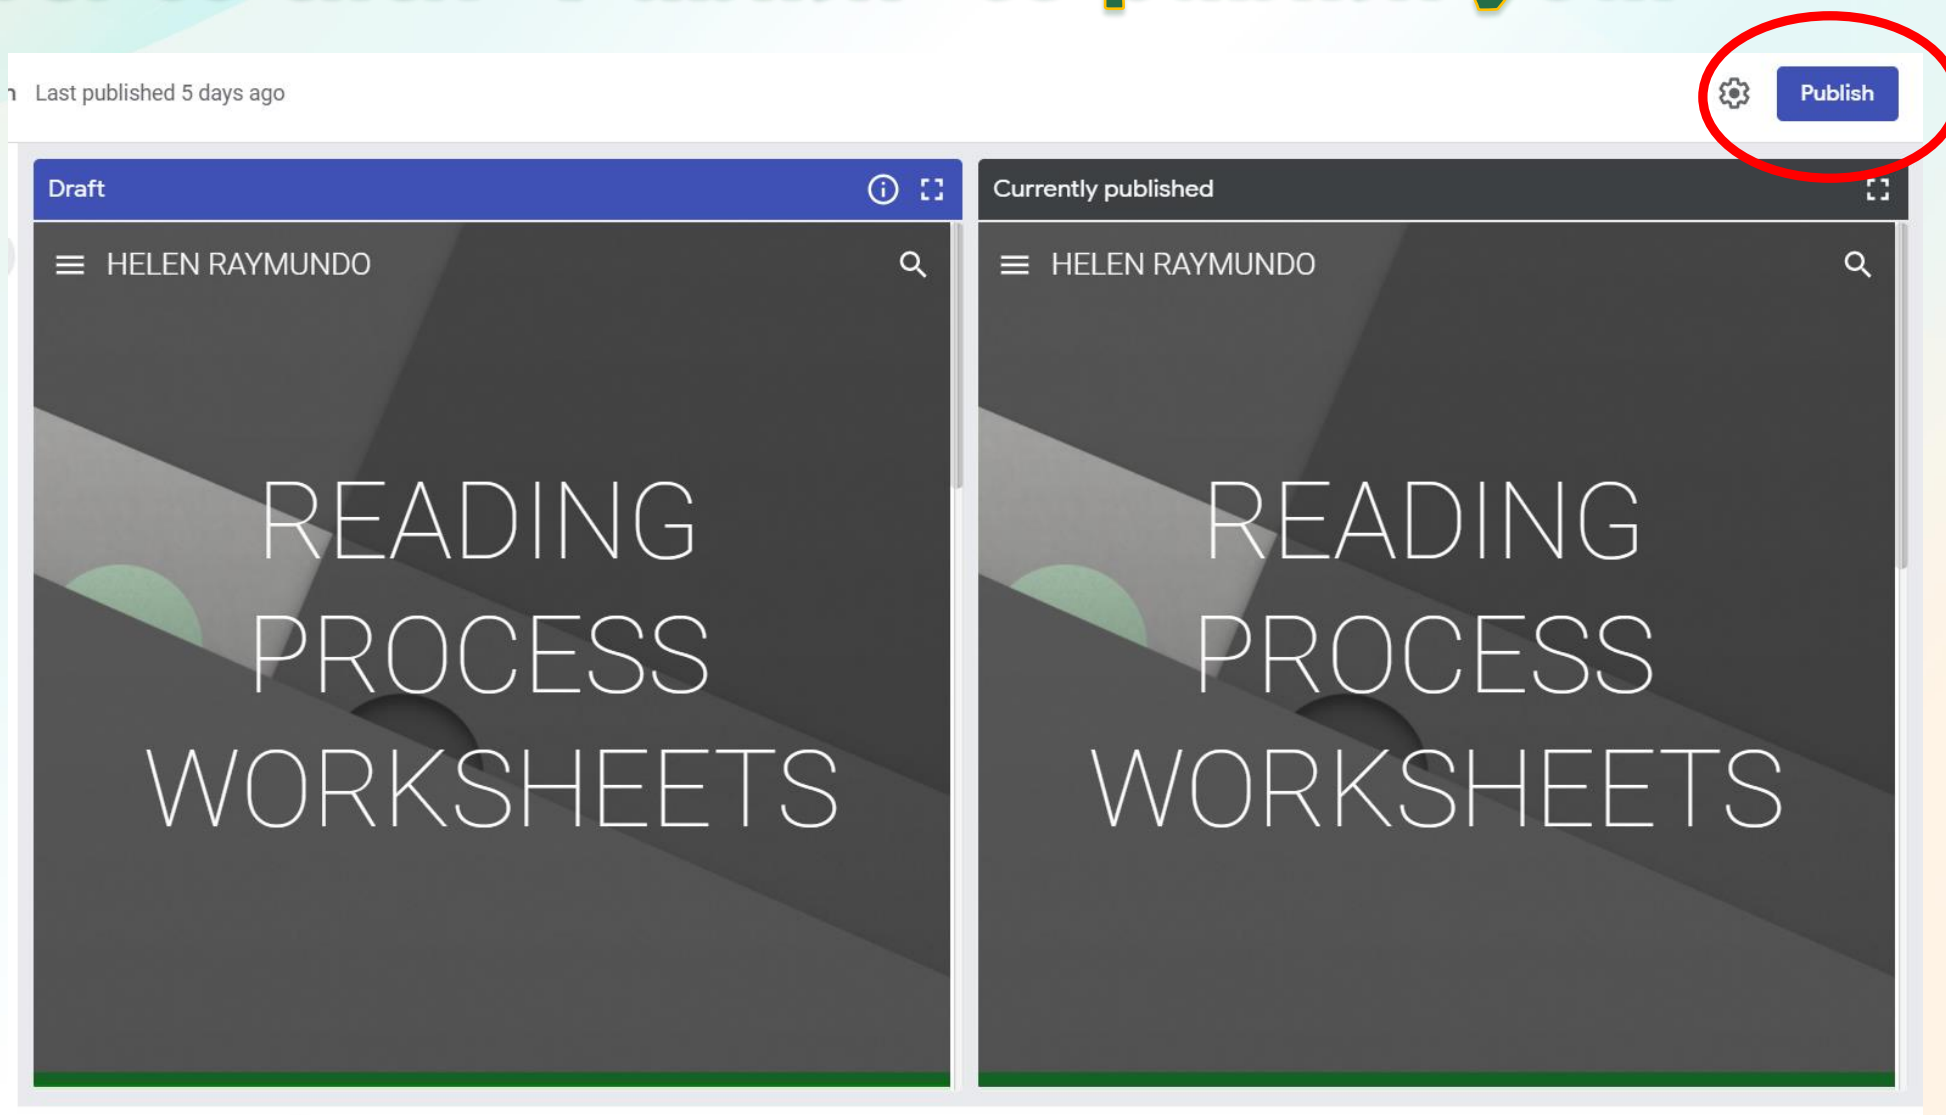 Last published 5 days ago
Publish
Draft
Currently published
HELEN RAYMUNDO
HELEN RAYMUNDO
READING
PROCESS
WORKSHEETS
READING
PROCESS
WORKSHEETS